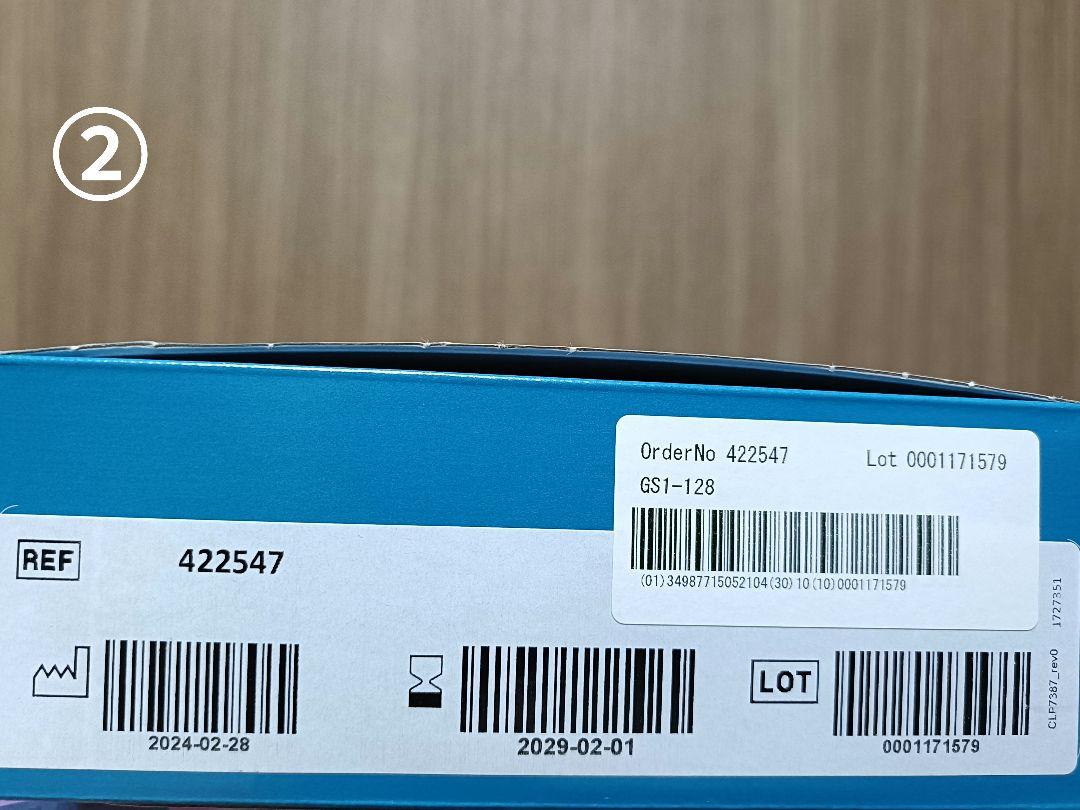 ②
OrderNo 422547 Lot 0001171579
GS1-128
(01)34987715052104(30)10(10)0001171579
REF 422547
2024-02-28
2029-02-01
LOT
0001171579
CLP7387_rev0 1727351